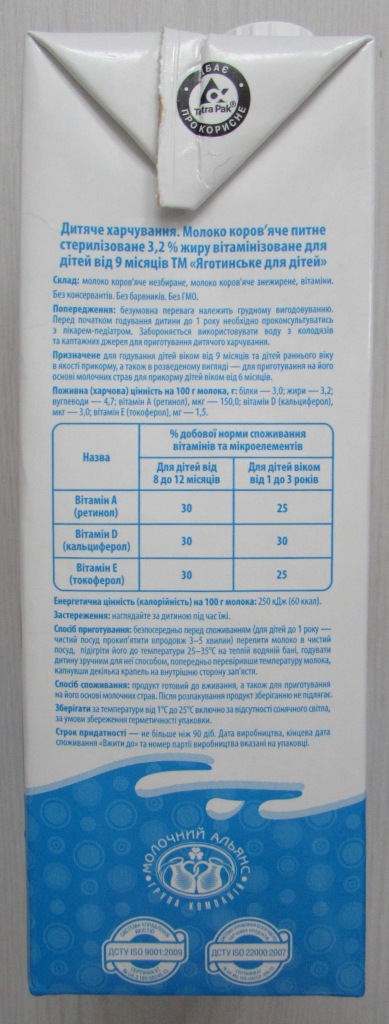 ДБАЄ
ПРО КОРИСНЕ
Tetra Pak®
Дитяче харчування. Молоко коров'яче питне
стерилізоване 3,2 % жиру вітамінізоване для
дітей від 9 місяців ТМ «Яготинське для дітей»
Склад: молоко коров'яче незбиране, молоко коров'яче знежирене, вітаміни.
Без консервантів. Без барвників. Без ГМО.
Попередження: безумовна перевага належить грудному вигодовуванню.
Перед початком годування дитини до 1 року необхідно проконсультуватись
з лікарем-педіатром. Забороняється використовувати воду з колодязів
та каптажних джерел для приготування дитячого харчування.
Призначене для годування дітей віком від 9 місяців та дітей раннього віку
в якості прикорму, а також в розведеному вигляді — для приготування на його
основі молочних страв для прикорму дітей віком від 6 місяців.
Поживна (харчова) цінність на 100 г молока, г: білки — 3,0; жири — 3,2;
вуглеводи — 4,7; вітамін А (ретинол), мкг — 150,0; вітамін D (кальциферол),
мкг — 3,0; вітамін Е (токоферол), мг — 1,5.
Назва
% добової норми споживання
вітамінів та мікроелементів
Для дітей від
8 до 12 місяців
Для дітей віком
від 1 до 3 років
Вітамін А
(ретинол)
30
25
Вітамін D
(кальциферол)
30
30
Вітамін Е
(токоферол)
30
25
Енергетична цінність (калорійність) на 100 г молока: 250 кДж (60 ккал).
Застереження: наглядайте за дитиною під час їжі.
Спосіб приготування: безпосередньо перед споживанням (для дітей до 1 року —
чистий посуд прокип'ятити впродовж 3–5 хвилин) перелити молоко в чистий
посуд, підігріти його до температури 25–35°С на теплій водяній бані, годувати
дитину зручним для неї способом, попередньо перевіривши температуру молока,
капнувши декілька крапель на внутрішню сторону зап'ястя.
Спосіб споживання: продукт готовий до вживання, а також для приготування
на його основі молочних страв. Після розпакування продукт зберіганню не підлягає.
Зберігати за температури від 1°С до 25°С включно за відсутності сонячного світла,
за умови збереження герметичності упаковки.
Строк придатності — не більше ніж 90 діб. Дата виробництва, кінцева дата
споживання «Вжити до» та номер партії виробництва вказані на упаковці.
МОЛОЧНИЙ АЛЬЯНС
ГРУПА КОМПАНІЙ
ДСТУ ISO 9001:2009
ДСТУ ISO 22000:2007